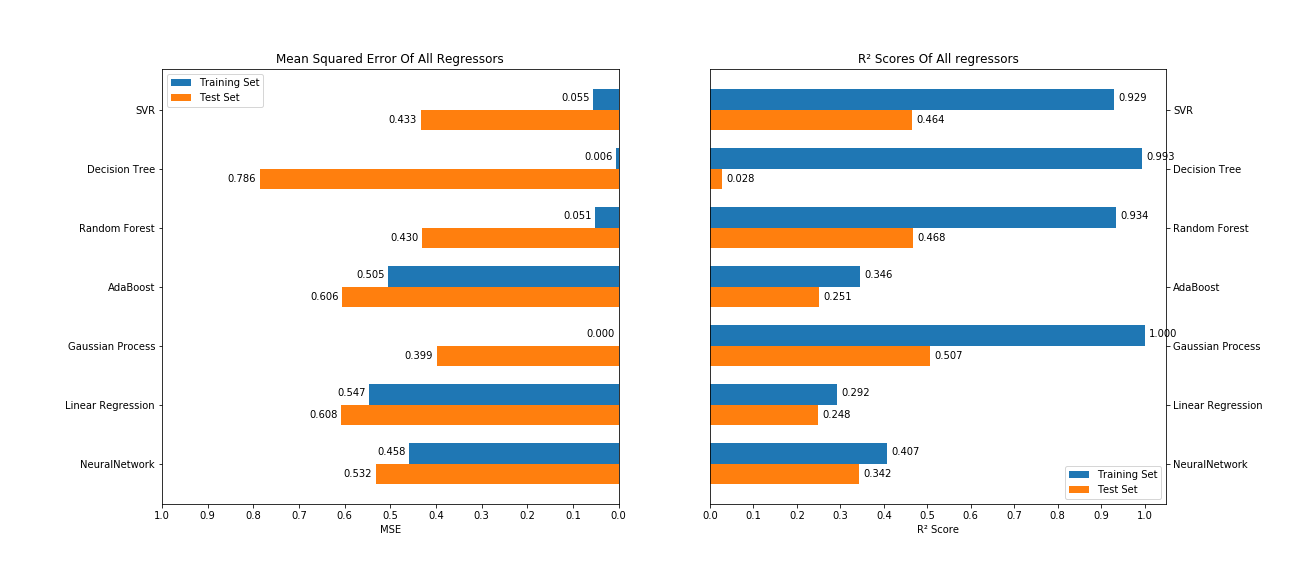 Mean Squared Error Of All Regressors
Training Set
Test Set
SVR
0.055
0.433
Decision Tree
0.006
0.786
Random Forest
0.051
0.430
AdaBoost
0.505
0.606
Gaussian Process
0.000
0.399
Linear Regression
0.547
0.608
NeuralNetwork
0.458
0.532
1.0 0.9 0.8 0.7 0.6 0.5 0.4 0.3 0.2 0.1 0.0
MSE
R² Scores Of All regressors
0.929
SVR
0.464
0.993
Decision Tree
0.028
0.934
Random Forest
0.468
0.346
AdaBoost
0.251
1.000
Gaussian Process
0.507
0.292
Linear Regression
0.248
0.407
NeuralNetwork
0.342
Training Set
Test Set
0.0 0.1 0.2 0.3 0.4 0.5 0.6 0.7 0.8 0.9 1.0
R² Score